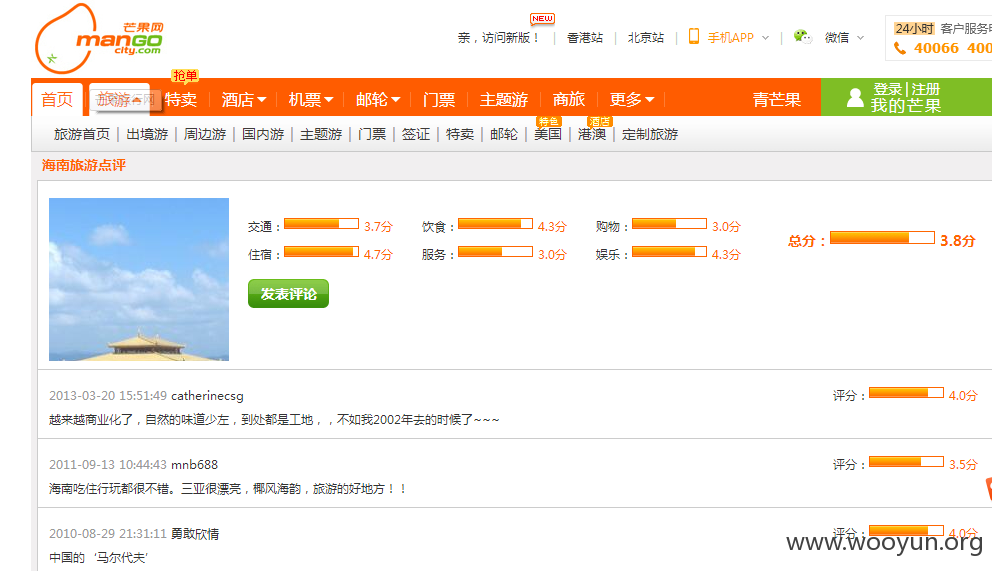 芒果网
manGO
city.com
NEW
亲，访问新版！ 香港站 北京站 手机APP 微信
24小时 客户服务
40066 400
抢单
首页 旅游 特卖 酒店 机票 邮轮 门票 主题游 商旅 更多 青芒果
登录|注册
我的芒果
特色 酒店
旅游首页 出境游 周边游 国内游 主题游 门票 签证 特卖 邮轮 美国 港澳 定制旅游
海南旅游点评
交通： 3.7分 饮食： 4.3分 购物： 3.0分
总分： 3.8分
住宿： 4.7分 服务： 3.0分 娱乐： 4.3分
发表评论
2013-03-20 15:51:49 catherinecsg 评分： 4.0分
越来越商业化了，自然的味道少左，到处都是工地，，不如我2002年去的时候了~~~
2011-09-13 10:44:43 mnb688 评分： 3.5分
海南吃住行玩都很不错。三亚很漂亮，椰风海韵，旅游的好地方！！
2010-08-29 21:31:11 勇敢欣情 评分： 4.0分
www.wooyun.org
中国的‘马尔代夫’